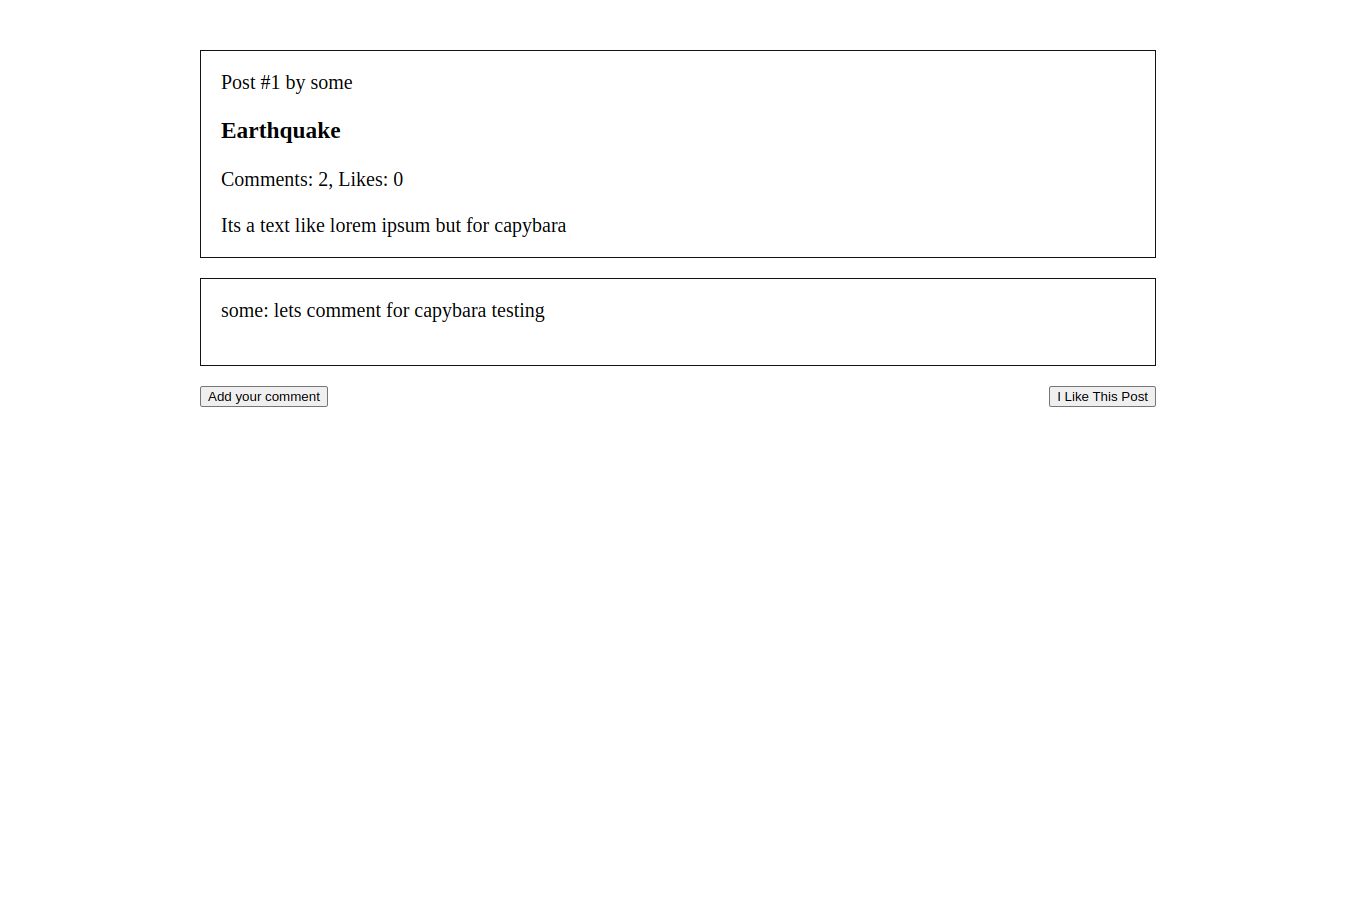 Post #1 by some
Earthquake
Comments: 2, Likes: 0
Its a text like lorem ipsum but for capybara
some: lets comment for capybara testing
Add your comment
I Like This Post